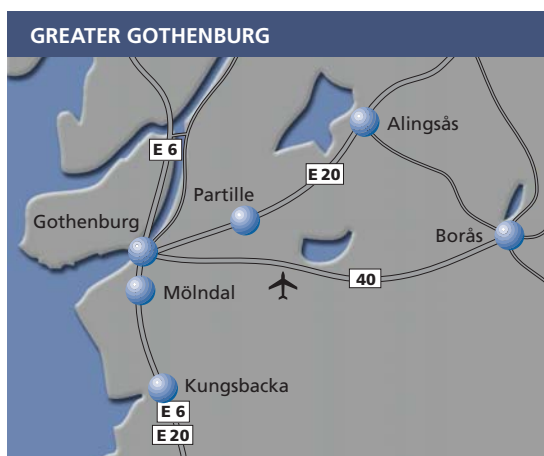 GREATER GOTHENBURG
Alingsås
E 6
E 20
Partille
Gothenburg
Borås
40
Mölndal
Kungsbacka
E 6
E 20